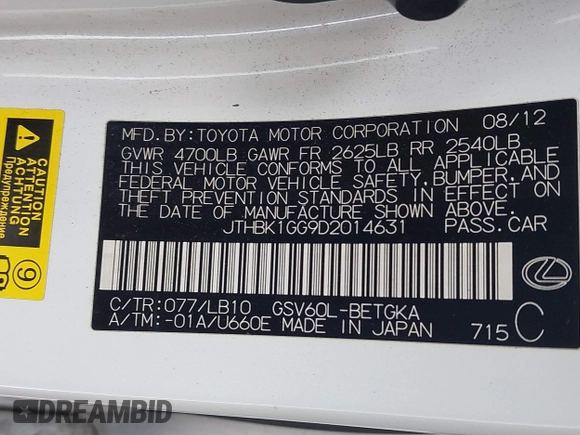 MFD. BY: TOYOTA MOTOR CORPORATION 08/12
GVWR 4700LB GAWR FR 2625LB RR 2540LB
THIS VEHICLE CONFORMS TO ALL APPLICABLE
FEDERAL MOTOR VEHICLE SAFETY, BUMPER, AND
THEFT PREVENTION STANDARDS IN EFFECT ON
THE DATE OF MANUFACTURE SHOWN ABOVE.
JTHBK1GG9D2014631 PASS. CAR
C/TR: 077/LB10 GSV60L-BETGKA
A/TM: -01A/U660E MADE IN JAPAN 715 C
CAUTION
ATTENTION
ACHTUNG
Предупреждение
9
DREAMBID